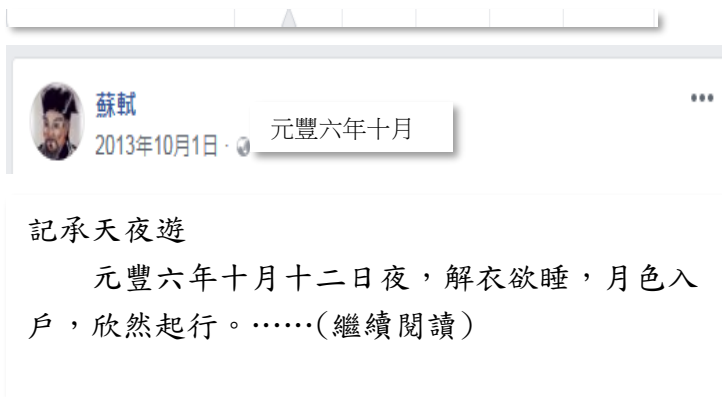 蘇軾
2013年10月1日 ·
元豐六年十月
記承天夜遊
元豐六年十月十二日夜，解衣欲睡，月色入
戶，欣然起行。……(繼續閱讀)